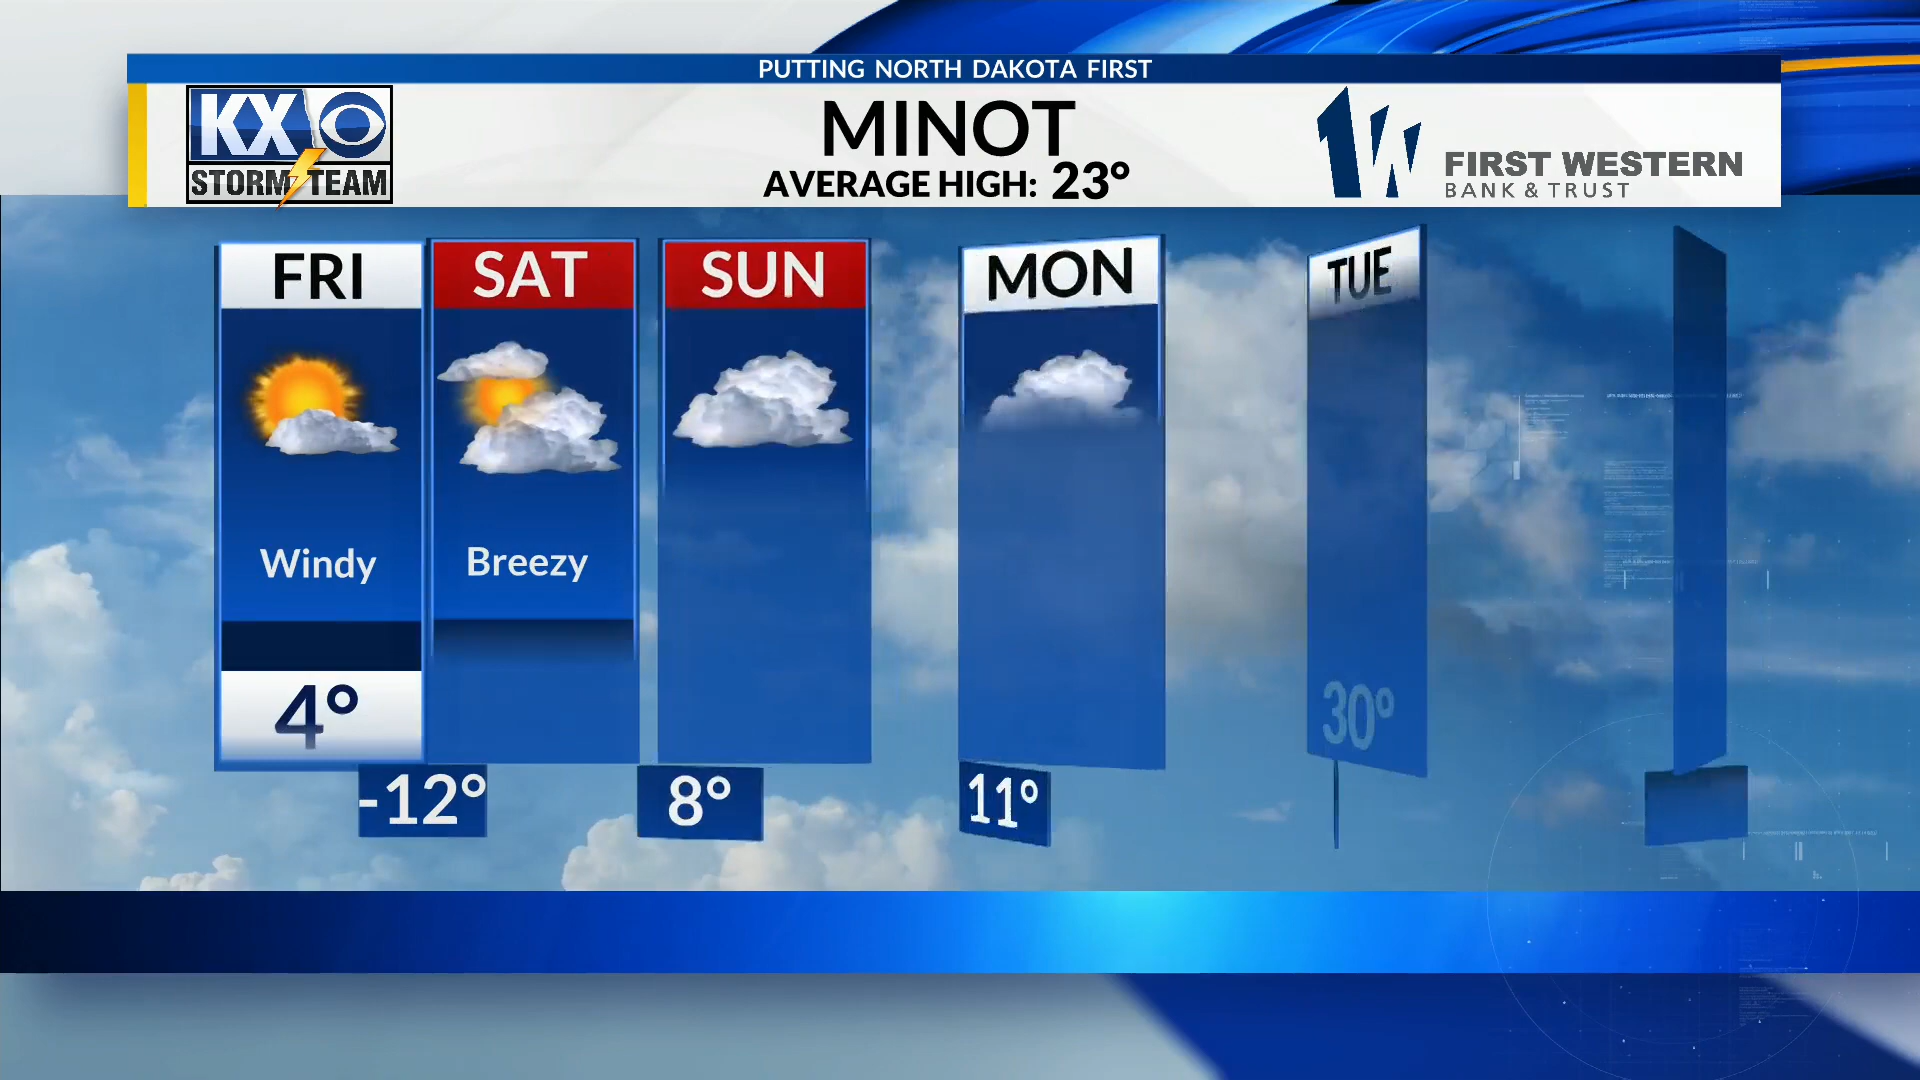 PUTTING NORTH DAKOTA FIRST
KX
STORM TEAM
MINOT
AVERAGE HIGH: 23°
FIRST WESTERN
BANK & TRUST
FRI
SAT
SUN
MON
TUE
Windy
Breezy
4°
30°
-12°
8°
11°